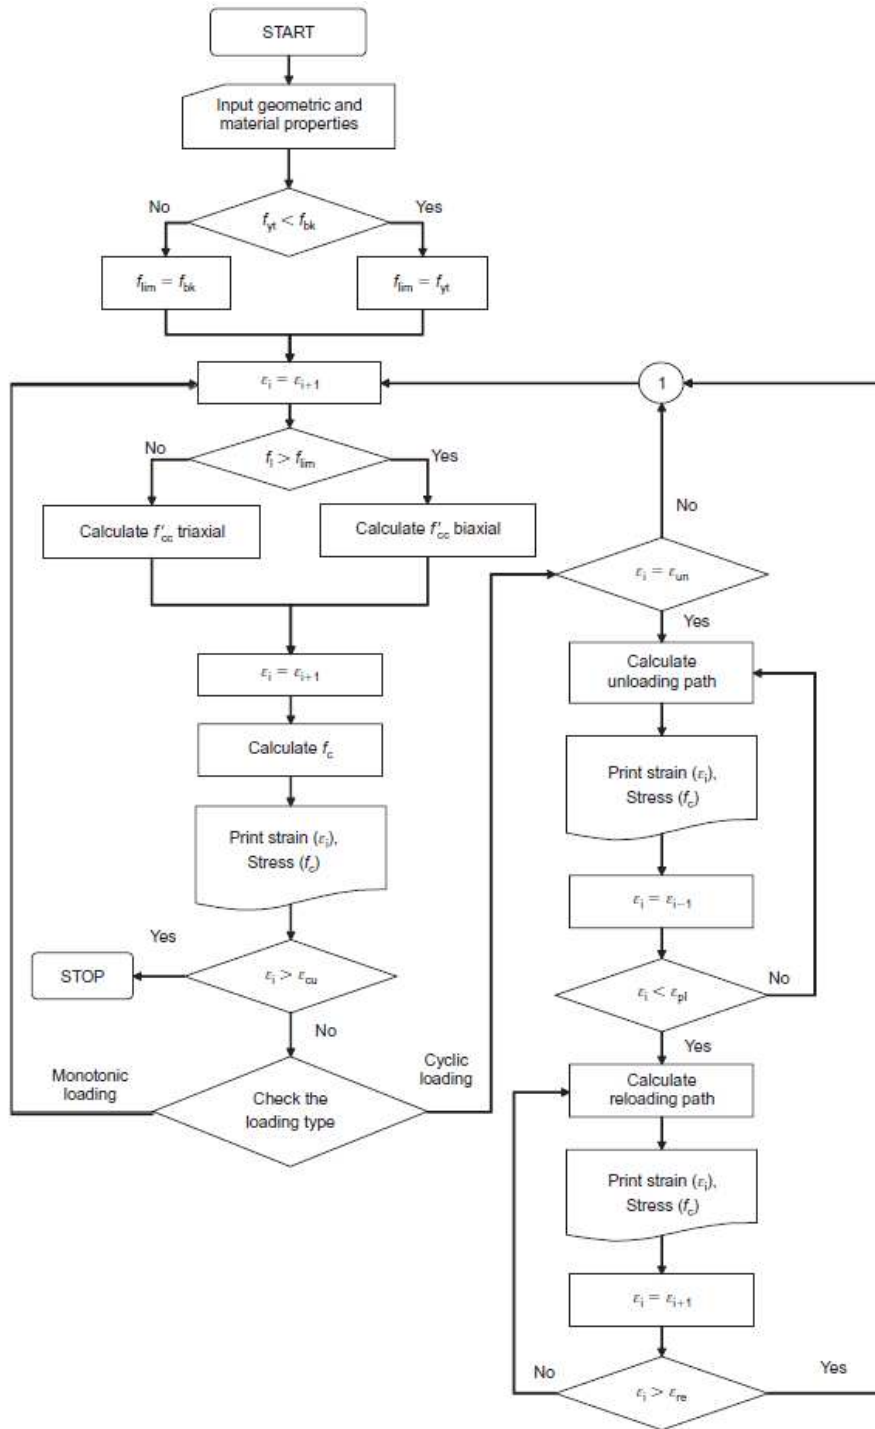 START
Input geometric and
material properties
No
Yes
f_yt < f_bk
f_lim = f_bk
f_lim = f_yt
ε_i = ε_i+1
1
No
Yes
f_l > f_lim
Calculate f′_cc triaxial
Calculate f′_cc biaxial
No
ε_i = ε_un
Yes
ε_i = ε_i+1
Calculate
unloading path
Calculate f_c
Print strain (ε_i),
Stress (f_c)
Print strain (ε_i),
Stress (f_c)
ε_i = ε_i−1
Yes
STOP
ε_i > ε_cu
No
ε_i < ε_pl
No
Yes
Monotonic
loading
Check the
loading type
Cyclic
loading
Calculate
reloading path
Print strain (ε_i),
Stress (f_c)
ε_i = ε_i+1
No
Yes
ε_i > ε_re